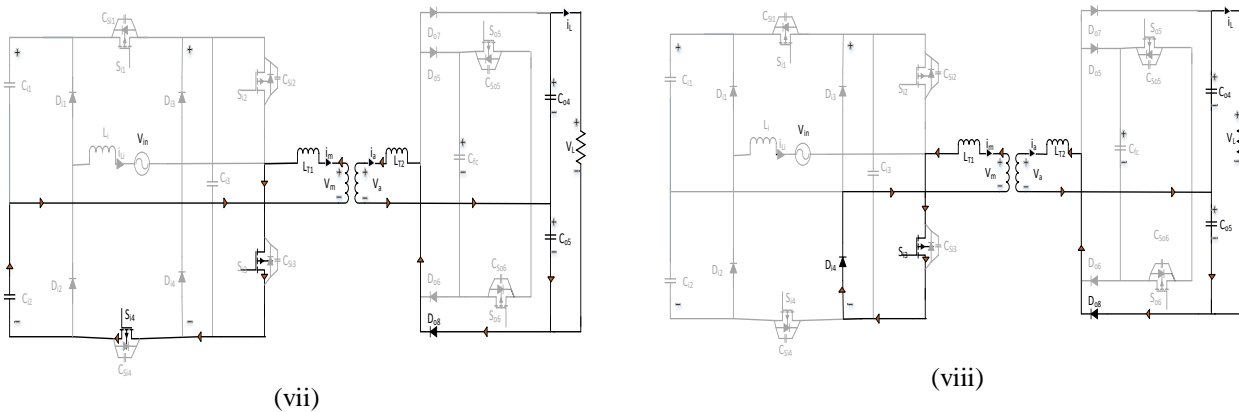 CSi1
Si1
Ci1
Di1
Di3
Si2
CSi2
Li
iLi
Vin
LT1
im
ia
LT2
Vm
Va
Ci3
Ci2
Di2
Di4
Si3
CSi3
Si4
CSi4
Do7
Do5
So5
CSo5
iL
Co4
VL
Cfc
Co5
CSo6
Do6
So6
Do8
(vii)
CSi1
Si1
Ci1
Di1
Di3
Si2
CSi2
Li
iLi
Vin
LT1
im
ia
LT2
Vm
Va
Ci3
Ci2
Di2
Di4
Si3
CSi3
Si4
CSi4
Do7
Do5
So5
CSo5
iL
Co4
VL
Cfc
Co5
CSo6
Do6
So6
Do8
(viii)